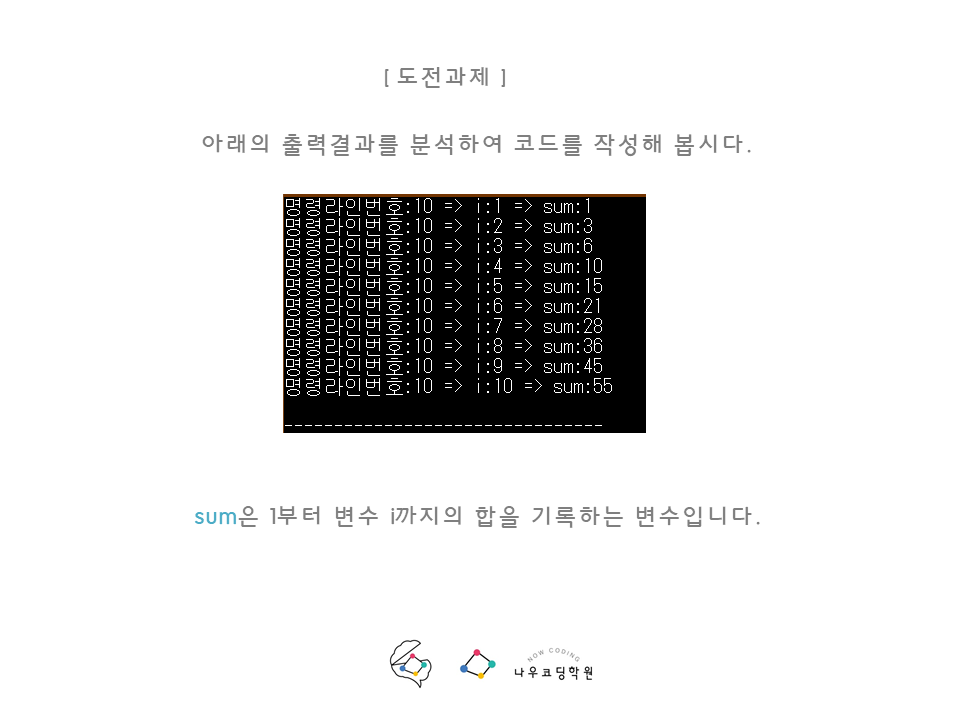 [ 도전과제 ]
아래의 출력결과를 분석하여 코드를 작성해 봅시다.
명령라인번호:10 => i:1 => sum:1
명령라인번호:10 => i:2 => sum:3
명령라인번호:10 => i:3 => sum:6
명령라인번호:10 => i:4 => sum:10
명령라인번호:10 => i:5 => sum:15
명령라인번호:10 => i:6 => sum:21
명령라인번호:10 => i:7 => sum:28
명령라인번호:10 => i:8 => sum:36
명령라인번호:10 => i:9 => sum:45
명령라인번호:10 => i:10 => sum:55
--------------------------------
sum은 1부터 변수 i까지의 합을 기록하는 변수입니다.
NOW CODING
나우코딩학원